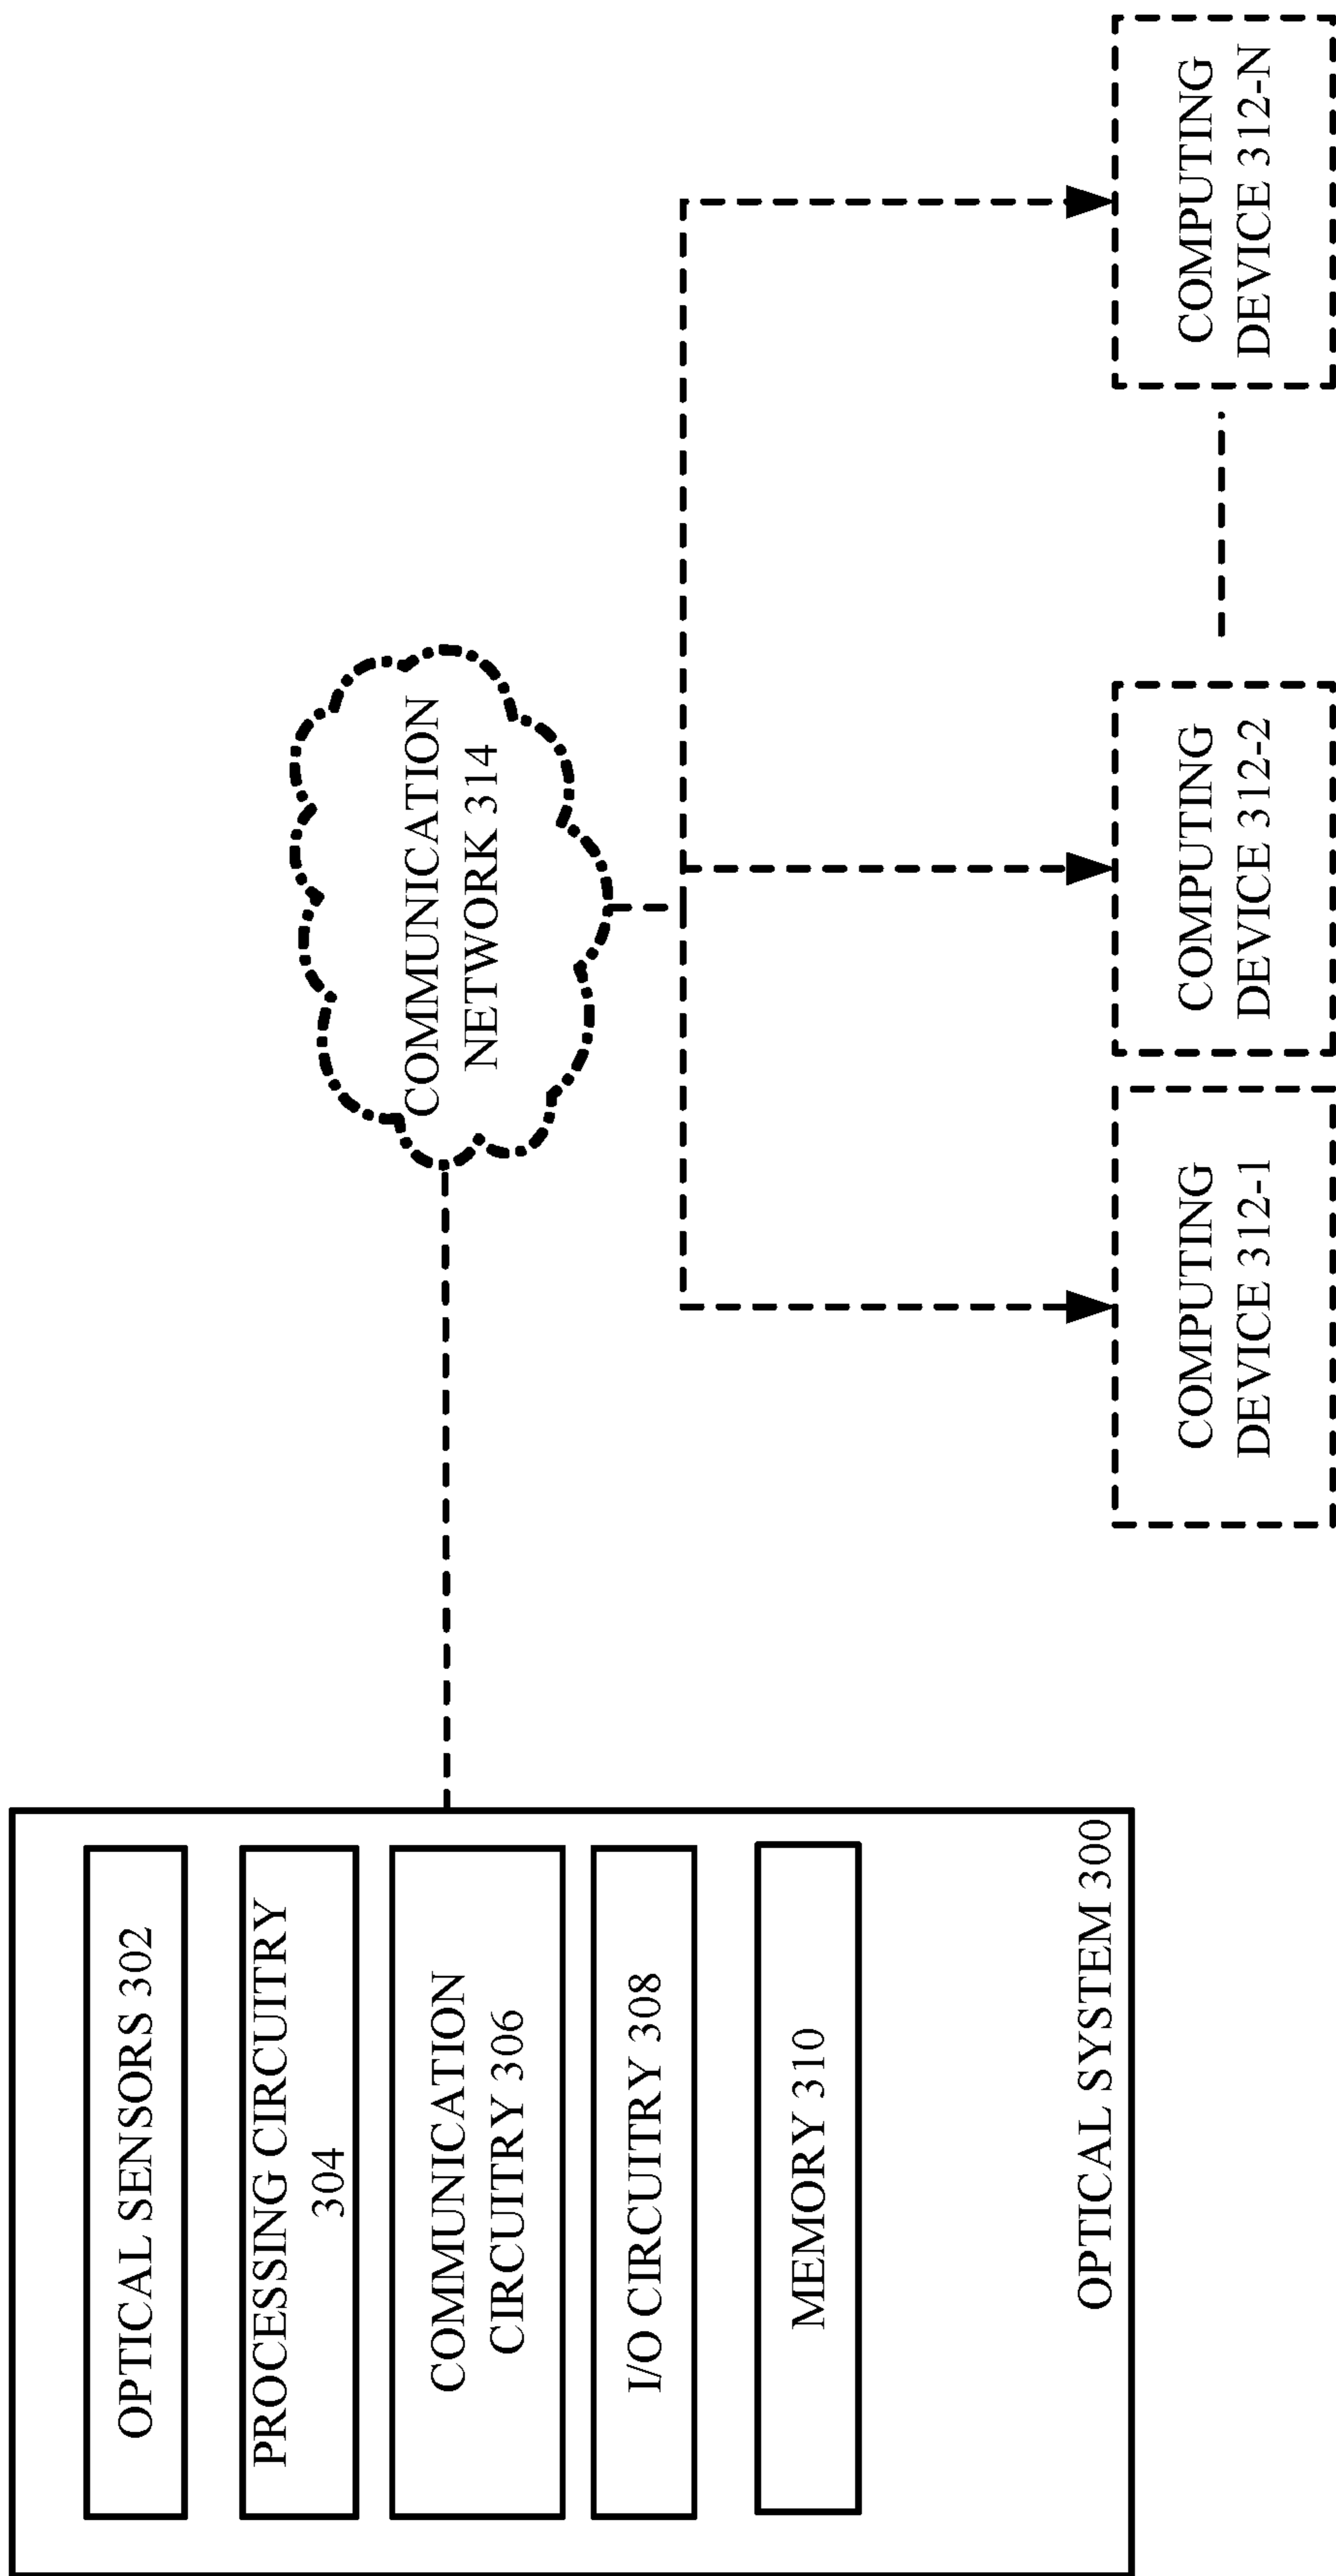 OPTICAL SENSORS 302
PROCESSING CIRCUITRY
304
COMMUNICATION
CIRCUITRY 306
I/O CIRCUITRY 308
MEMORY 310
OPTICAL SYSTEM 300
COMMUNICATION
NETWORK 314
COMPUTING
DEVICE 312-1
COMPUTING
DEVICE 312-2
COMPUTING
DEVICE 312-N